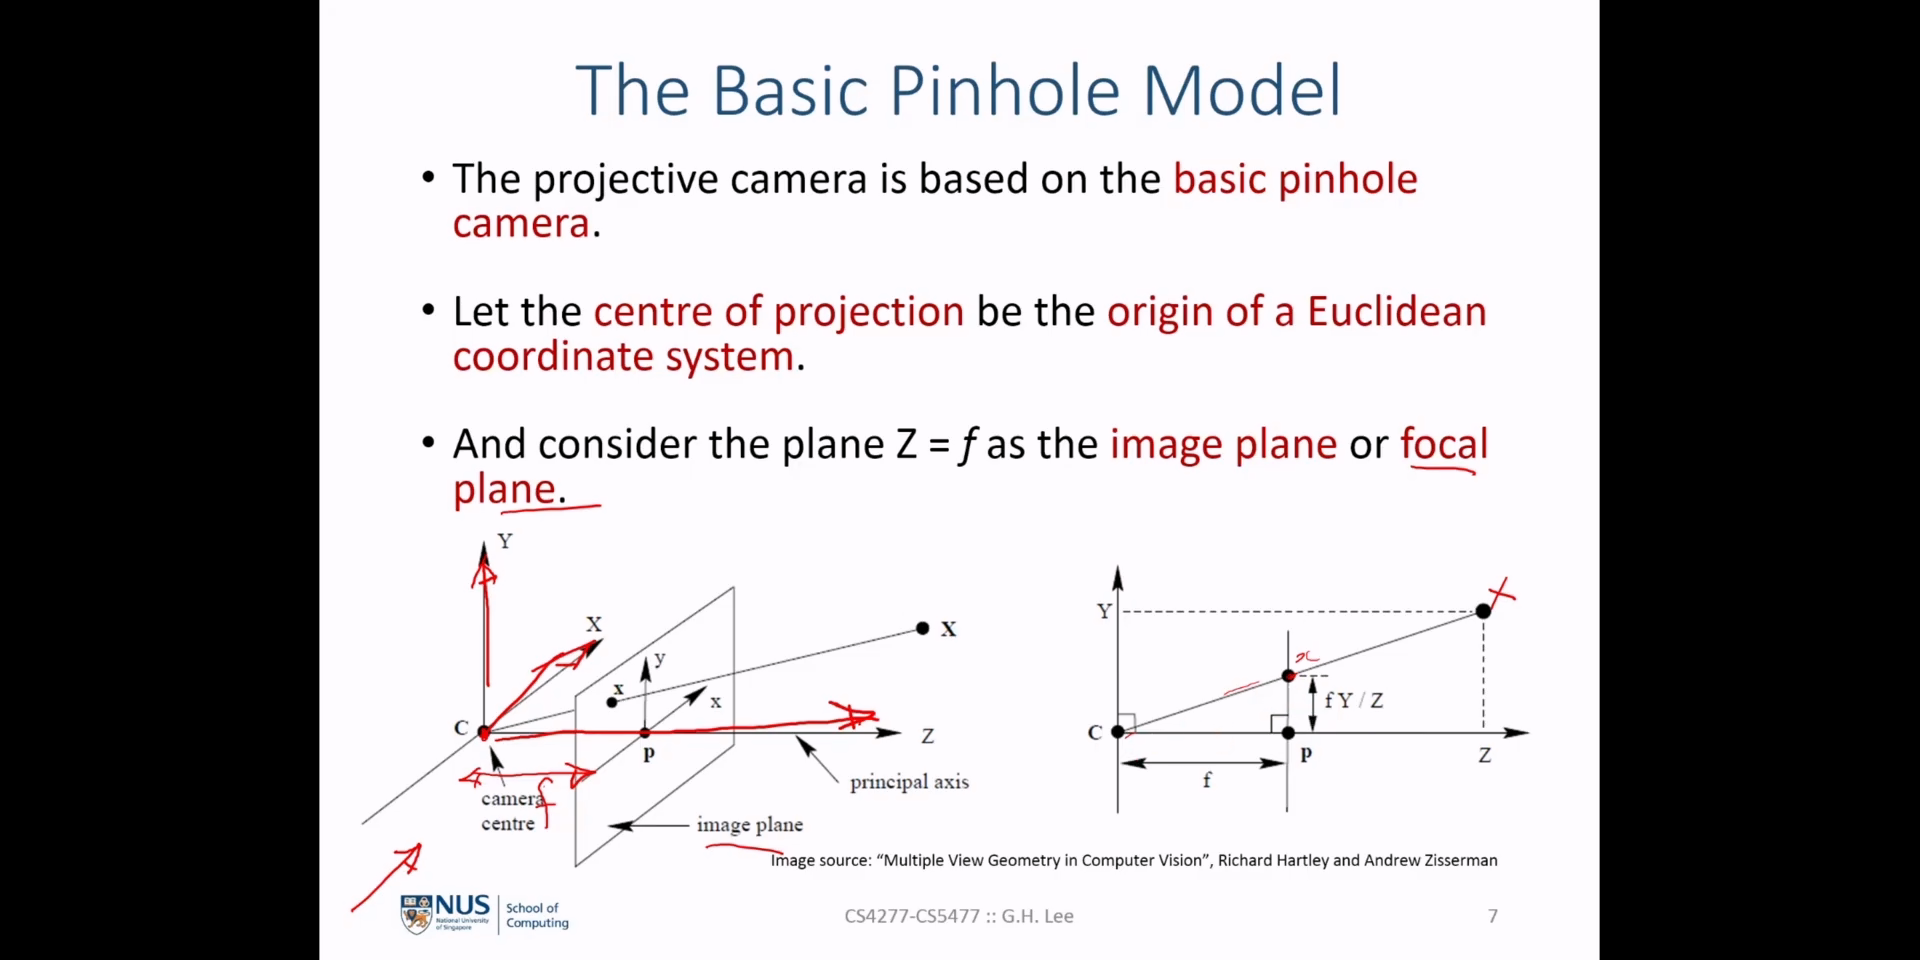 The Basic Pinhole Model
• The projective camera is based on the basic pinhole
camera.
• Let the centre of projection be the origin of a Euclidean
coordinate system.
• And consider the plane Z = f as the image plane or focal
plane.
Y
X
X
y
x
x
C
Z
p
f
camera
centre
principal axis
image plane
X
Y
x
f Y / Z
C
p
Z
f
Image source: “Multiple View Geometry in Computer Vision”, Richard Hartley and Andrew Zisserman
NUS
National University
of Singapore
School of
Computing
CS4277-CS5477 :: G.H. Lee
7